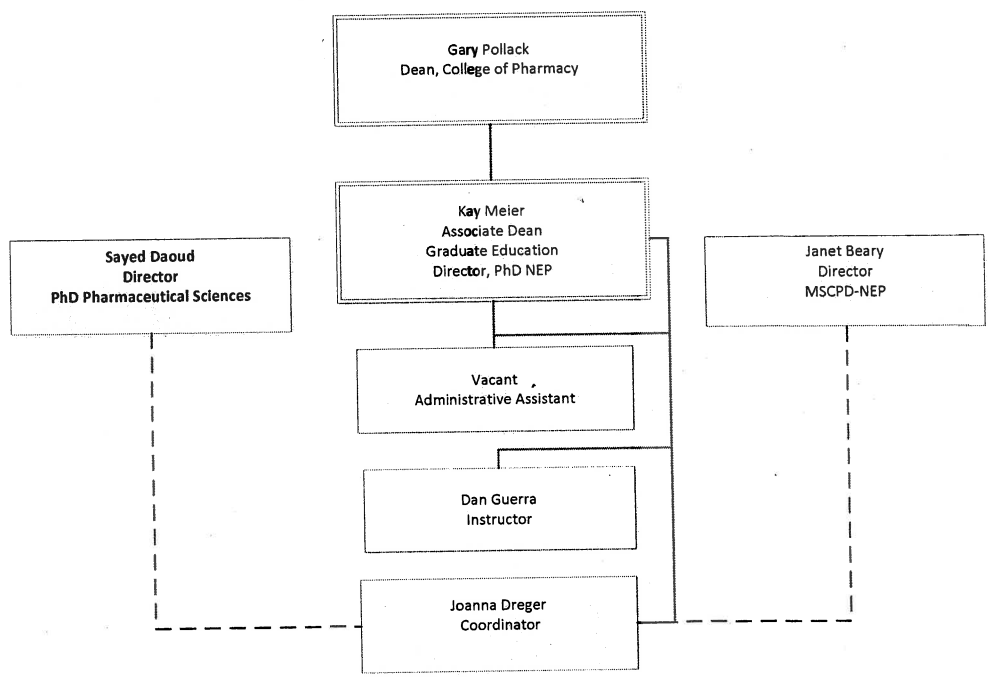 Gary Pollack
Dean, College of Pharmacy
Kay Meier
Associate Dean
Graduate Education
Director, PhD NEP
Sayed Daoud
Director
PhD Pharmaceutical Sciences
Janet Beary
Director
MSCPD-NEP
Vacant
Administrative Assistant
Dan Guerra
Instructor
Joanna Dreger
Coordinator